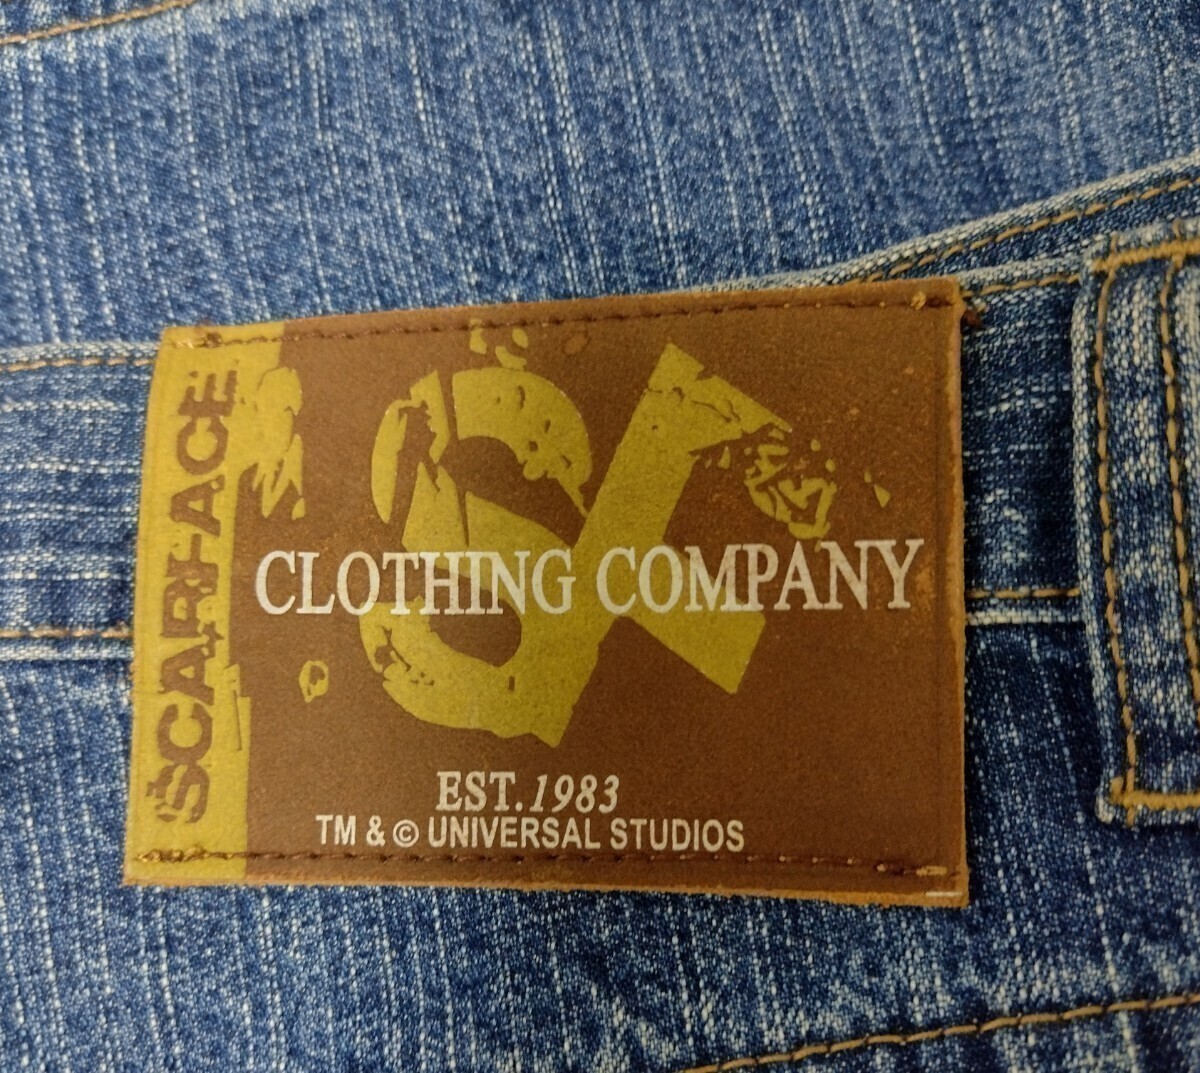 SCARFACE
CLOTHING COMPANY
EST.1983
TM & © UNIVERSAL STUDIOS